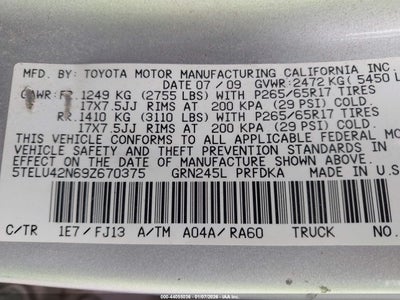 MFD. BY: TOYOTA MOTOR MANUFACTURING CALIFORNIA INC.
DATE 07/09 GVWR: 2472 KG ( 5450 L
GAWR: FR. 1249 KG (2755 LBS) WITH P265/65R17 TIRES
17X7.5JJ RIMS AT 200 KPA (29 PSI) COLD.
RR. 1410 KG (3110 LBS) WITH P265/65R17 TIRES
17X7.5JJ RIMS AT 200 KPA (29 PSI) COLD.
THIS VEHICLE CONFORMS TO ALL APPLICABLE FEDERAL MO
VEHICLE SAFETY AND THEFT PREVENTION STANDARDS IN
EFFECT ON THE DATE OF MANUFACTURE SHOWN ABOVE.
5TELU42N69Z670375 GRN245L PRFDKA MADE IN U.S
C/TR 1E7/FJ13 A/TM A04A/RA60 TRUCK NO.
000-44055036 - 01/07/2026 - IAA Inc.